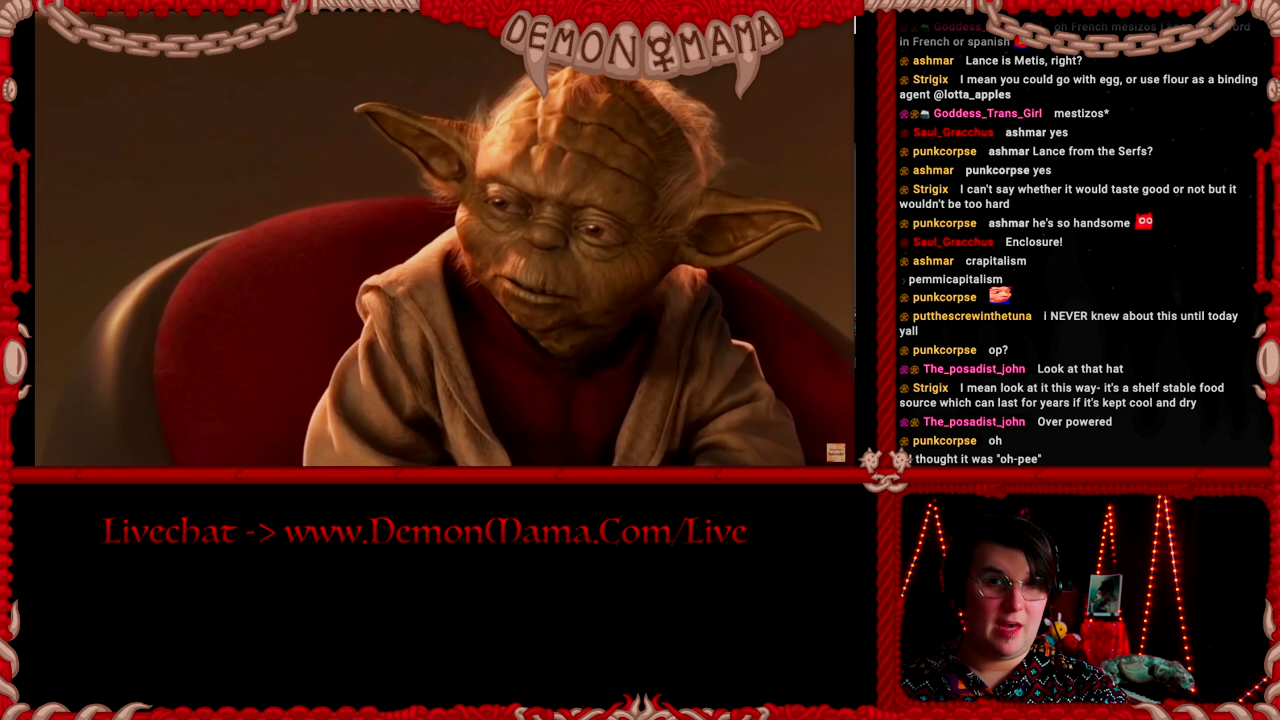 DEMON MAMA
Goddess_ oh French mesizos I
in French or spanish
ashmar Lance is Metis, right?
Strigix I mean you could go with egg, or use flour as a binding
agent @lotta_apples
Goddess_Trans_Girl mestizos*
Saul_Gracchus ashmar yes
punkcorpse ashmar Lance from the Serfs?
ashmar punkcorpse yes
Strigix I can't say whether it would taste good or not but it
wouldn't be too hard
punkcorpse ashmar he's so handsome
Saul_Gracchus Enclosure!
ashmar crapitalism
pemmicapitalism
punkcorpse
putthescrewinthetuna i NEVER knew about this until today
yall
punkcorpse op?
The_posadist_john Look at that hat
Strigix I mean look at it this way- it's a shelf stable food
source which can last for years if it's kept cool and dry
The_posadist_john Over powered
punkcorpse oh
thought it was "oh-pee"
Livechat -> www.DemonMama.Com/Live